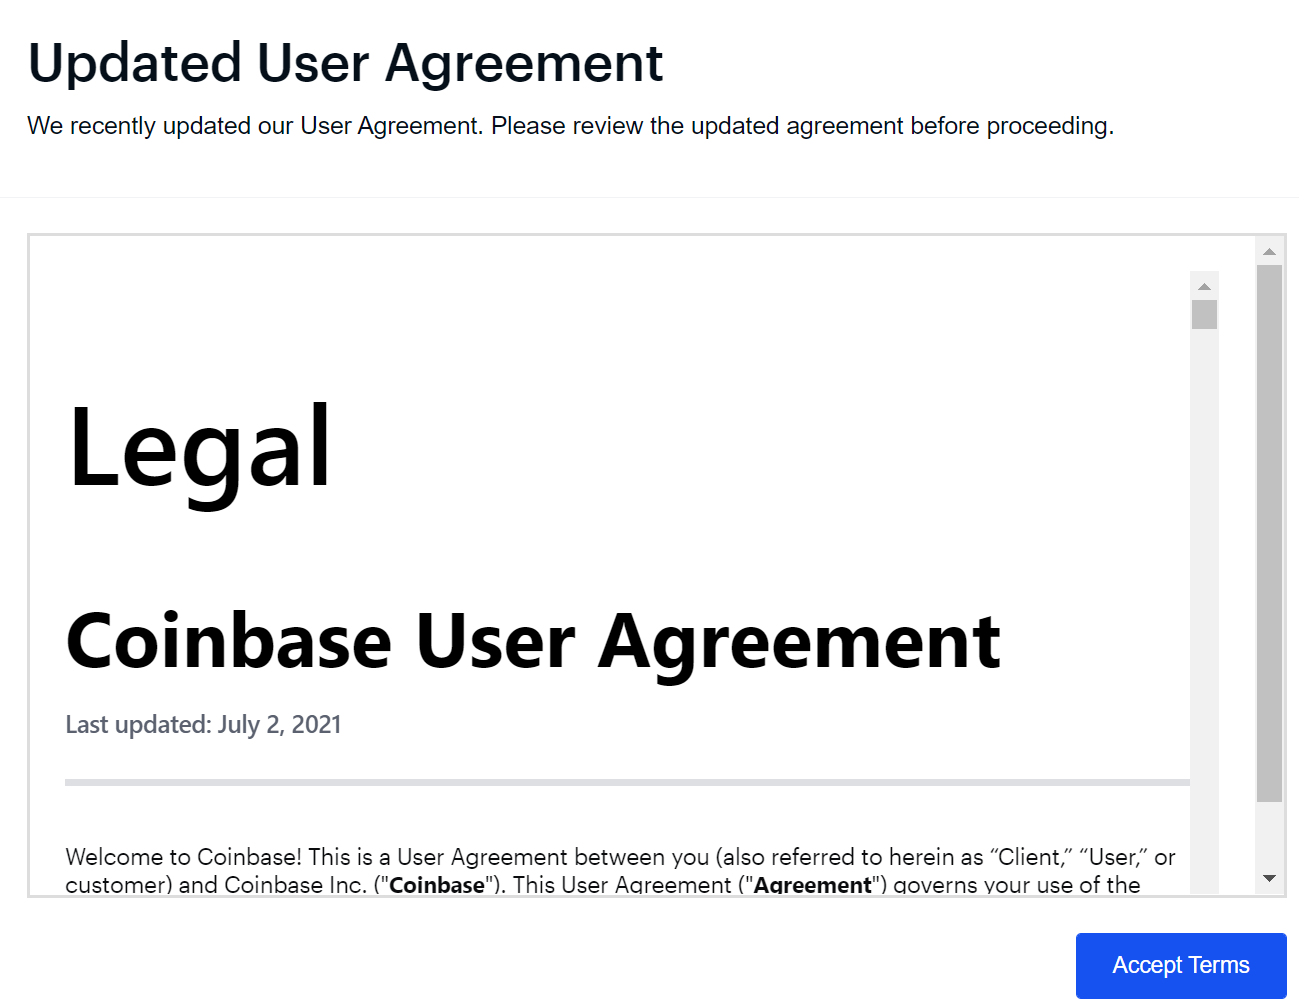 Updated User Agreement
We recently updated our User Agreement. Please review the updated agreement before proceeding.
Legal
Coinbase User Agreement
Last updated: July 2, 2021
Welcome to Coinbase! This is a User Agreement between you (also referred to herein as “Client,” “User,” or
customer) and Coinbase Inc. ("Coinbase"). This User Agreement ("Agreement") governs your use of the
Accept Terms